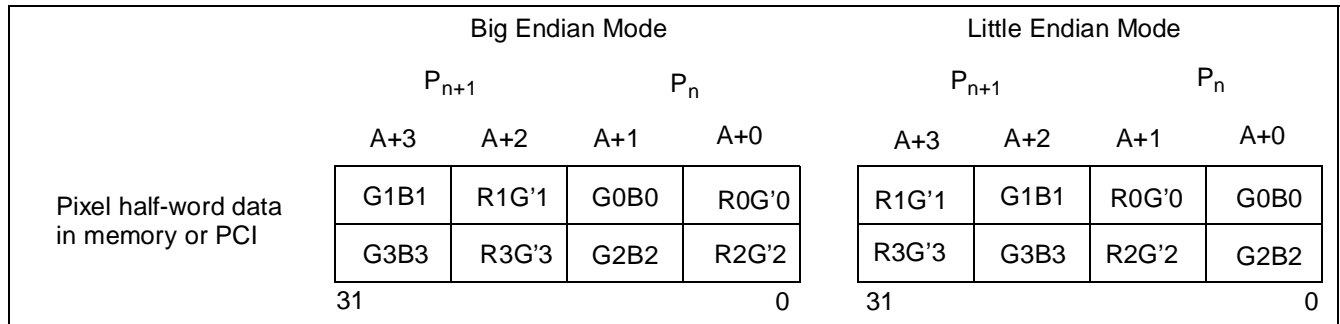 Big Endian Mode Little Endian Mode
Pn+1 Pn Pn+1 Pn
A+3 A+2 A+1 A+0 A+3 A+2 A+1 A+0
G1B1 R1G’1 G0B0 R0G’0 R1G’1 G1B1 R0G’0 G0B0
Pixel half-word data
in memory or PCI
G3B3 R3G’3 G2B2 R2G’2 R3G’3 G3B3 R2G’2 G2B2
31 0 31 0